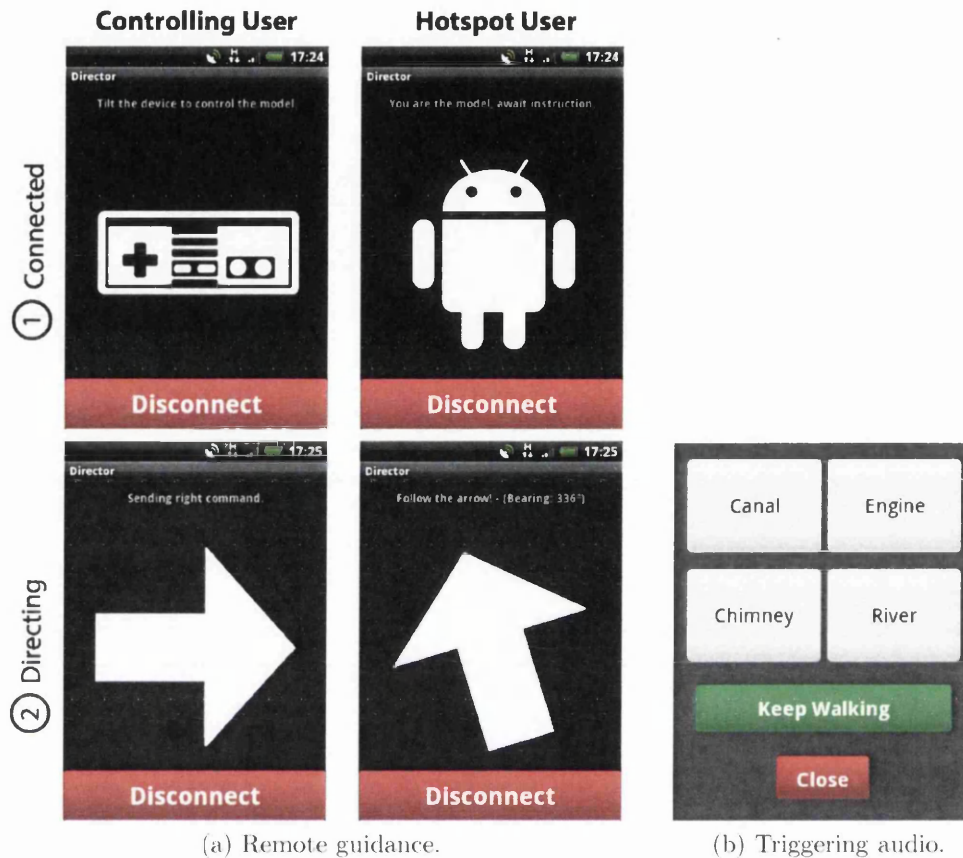 Controlling User
Hotspot User
17:24
Director
Tilt the device to control the model
H
17:24
Director
You are the model, await instruction.
H
1 Connected
Disconnect
Disconnect
17:25
Director
Sending right command.
H
17:25
Director
Follow the arrow! - (Bearing: 336°)
H
2 Directing
Disconnect
Disconnect
Canal
Engine
Chimney
River
Keep Walking
Close
(a) Remote guidance.
(b) Triggering audio.